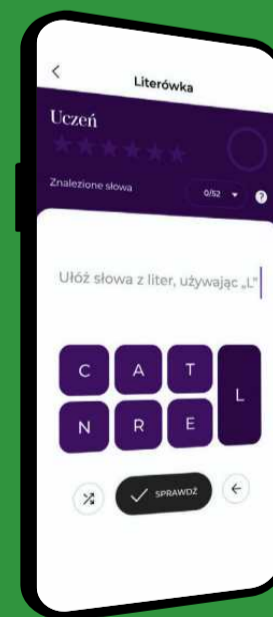 Literówka
Uczeń
Znalezione słowa 0/52 ?
Ułóż słowa z liter, używając „L"
C A T
L
N R E
SPRAWDŹ